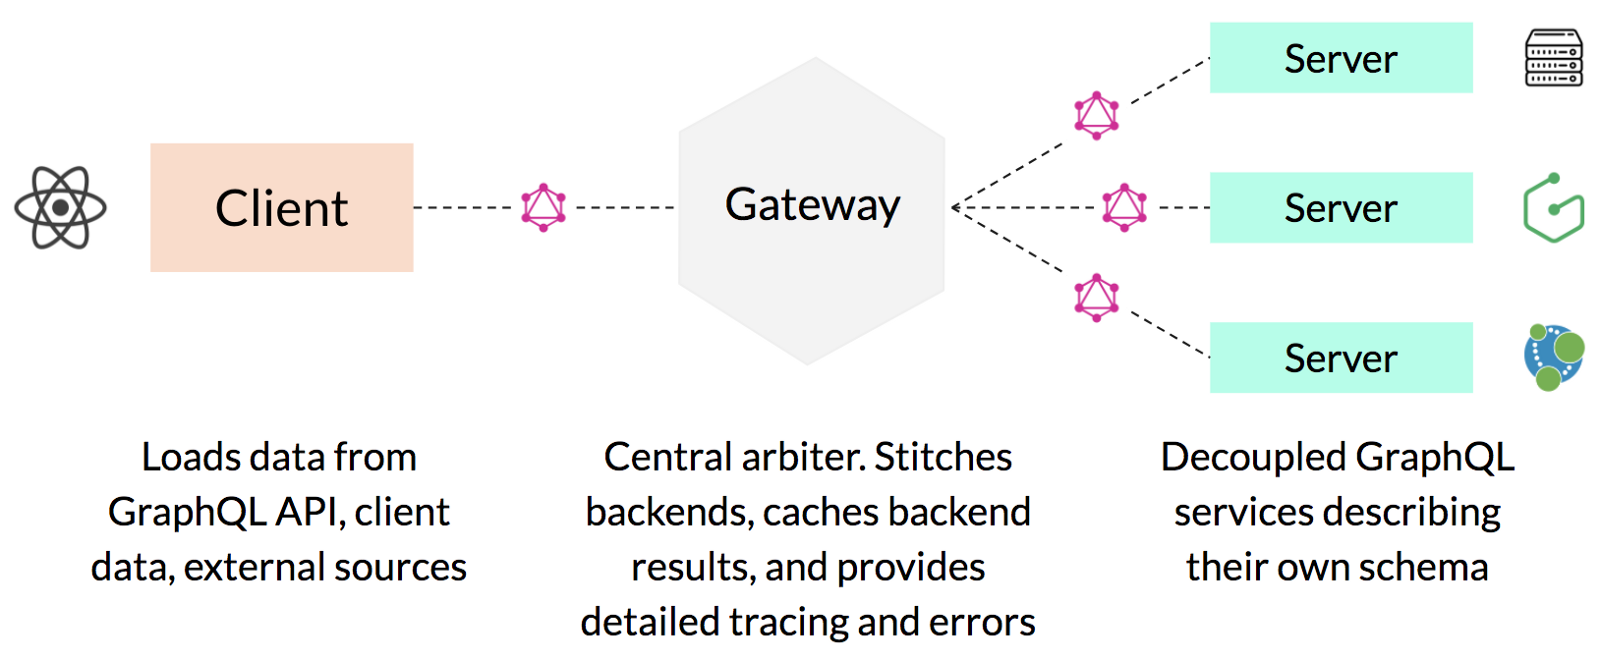 Client
Gateway
Server
Server
Server
Loads data from
GraphQL API, client
data, external sources
Central arbiter. Stitches
backends, caches backend
results, and provides
detailed tracing and errors
Decoupled GraphQL
services describing
their own schema